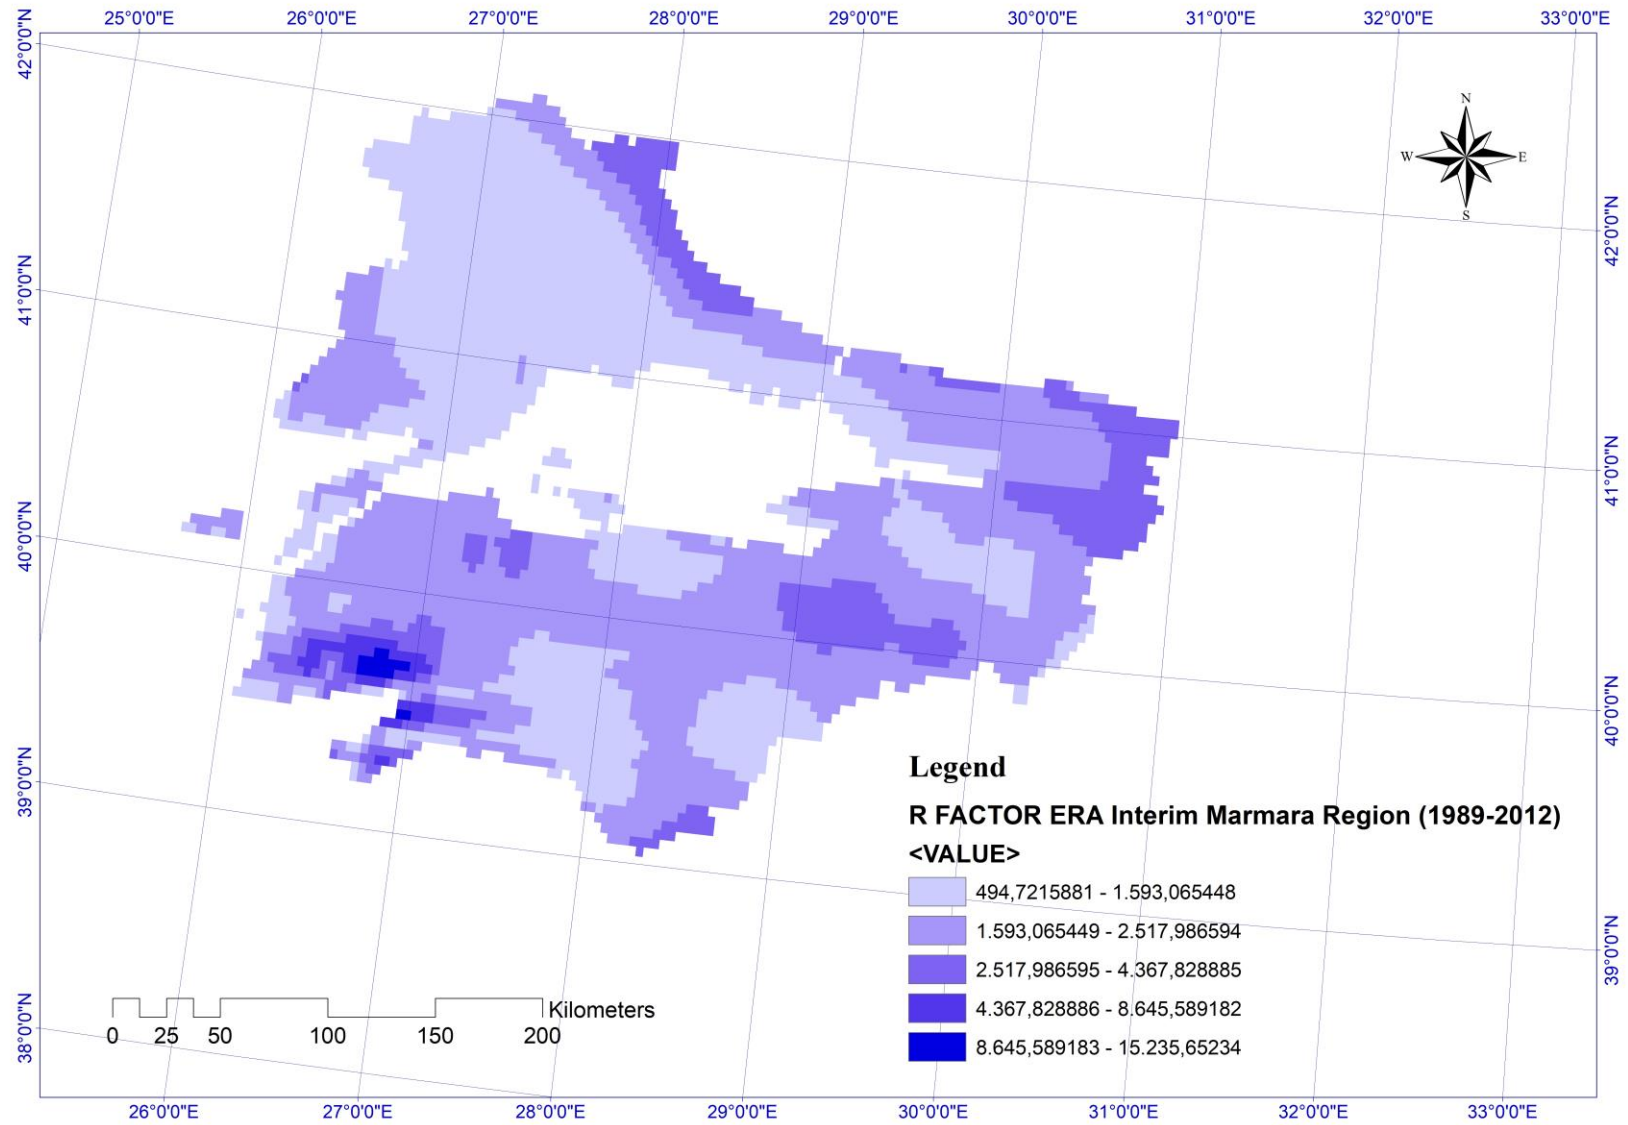 25°0'0"E 26°0'0"E 27°0'0"E 28°0'0"E 29°0'0"E 30°0'0"E 31°0'0"E 32°0'0"E 33°0'0"E
42°0'0"N
41°0'0"N
40°0'0"N
39°0'0"N
38°0'0"N
N
W E
S
42°0'0"N
41°0'0"N
40°0'0"N
39°0'0"N
Legend
R FACTOR ERA Interim Marmara Region (1989-2012)
<VALUE>
494,7215881 - 1.593,065448
1.593,065449 - 2.517,986594
2.517,986595 - 4.367,828885
4.367,828886 - 8.645,589182
8.645,589183 - 15.235,65234
Kilometers
0 25 50 100 150 200
26°0'0"E 27°0'0"E 28°0'0"E 29°0'0"E 30°0'0"E 31°0'0"E 32°0'0"E 33°0'0"E